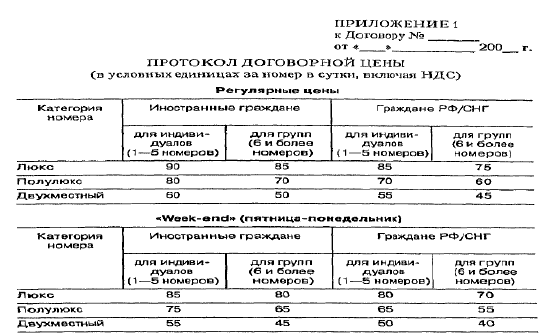 ПРИЛОЖЕНИЕ 1
к Договору № ______
от «___» __________ 200__ г.
ПРОТОКОЛ ДОГОВОРНОЙ ЦЕНЫ
(в условных единицах за номер в сутки, включая НДС)
Регулярные цены
Категория номера Иностранные граждане Граждане РФ/СНГ
для индиви- для групп для индиви- для групп
дуалов (6 и более дуалов (6 и более
(1—5 номеров) номеров) (1—5 номеров) номеров)
Люкс 90 85 85 75
Полулюкс 80 70 70 60
Двухместный 60 50 55 45
«Week-end» (пятница-понедельник)
Категория номера Иностранные граждане Граждане РФ/СНГ
для индиви- для групп для индиви- для групп
дуалов (6 и более дуалов (6 и более
(1—5 номеров) номеров) (1—5 номеров) номеров)
Люкс 85 80 80 70
Полулюкс 75 65 65 55
Двухместный 55 45 50 40